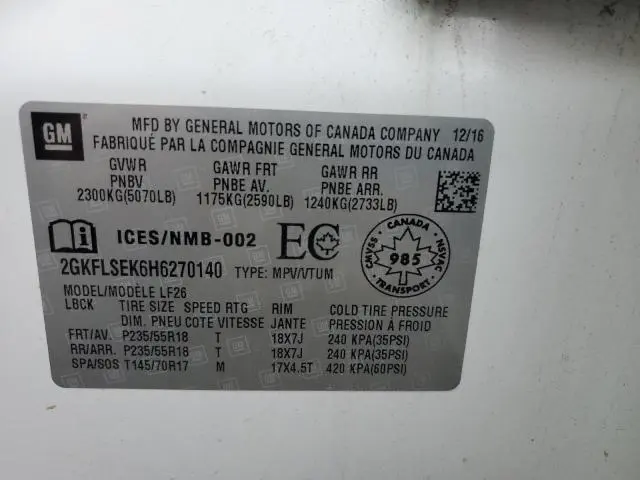 GM
MFD BY GENERAL MOTORS OF CANADA COMPANY 12/16
FABRIQUÉ PAR LA COMPAGNIE GENERAL MOTORS DU CANADA
GVWR GAWR FRT GAWR RR
PNBV PNBE AV. PNBE ARR.
2300KG(5070LB) 1175KG(2590LB) 1240KG(2733LB)
ICES/NMB-002 EC
CANADA
CMVSS 985 NSVAC
TRANSPORT
2GKFLSEK6H6270140 TYPE: MPV/VTUM
MODEL/MODÈLE LF26
LBCK TIRE SIZE SPEED RTG RIM COLD TIRE PRESSURE
DIM. PNEU COTE VITESSE JANTE PRESSION À FROID
FRT/AV. P235/55R18 T 18X7J 240 KPA(35PSI)
RR/ARR. P235/55R18 T 18X7J 240 KPA(35PSI)
SPA/SOS T145/70R17 M 17X4.5T 420 KPA(60PSI)